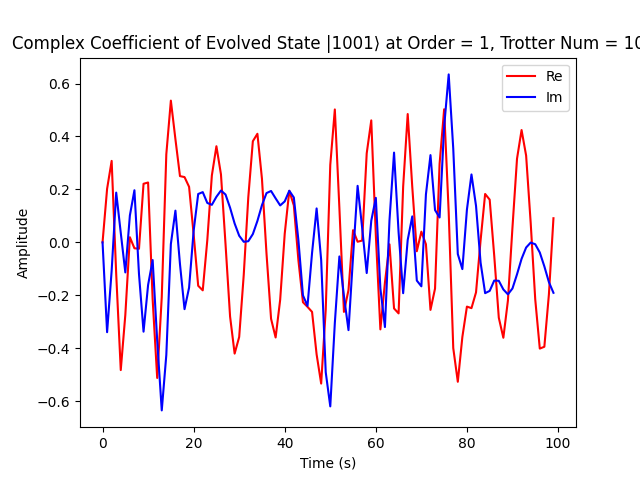 Complex Coefficient of Evolved State |1001⟩ at Order = 1, Trotter Num = 10
Re
Im
Amplitude
0.6
0.4
0.2
0.0
−0.2
−0.4
−0.6
0 20 40 60 80 100
Time (s)